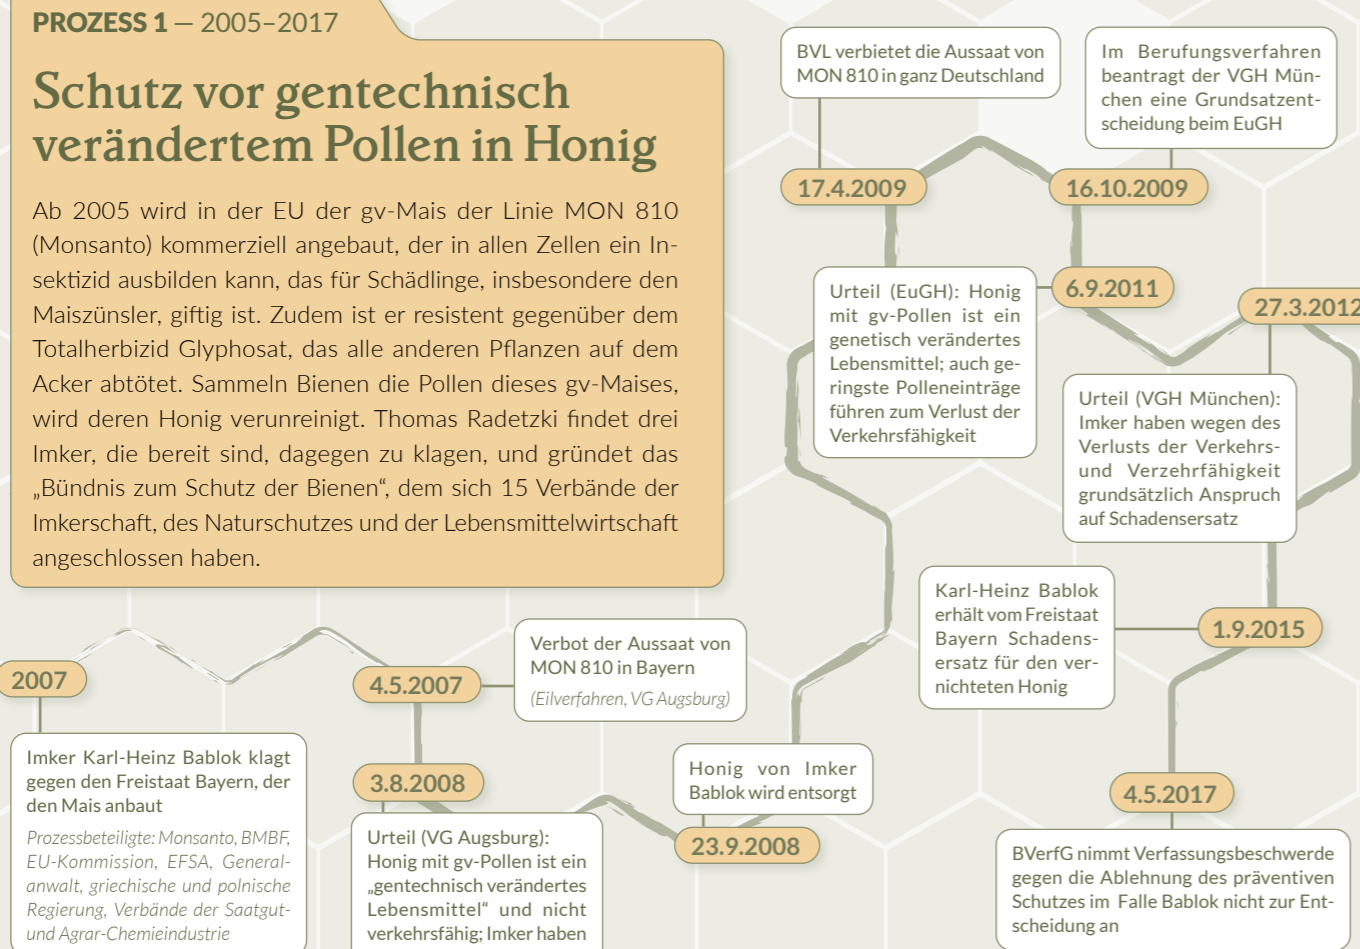 PROZESS 1 — 2005–2017
Schutz vor gentechnisch
verändertem Pollen in Honig
Ab 2005 wird in der EU der gv-Mais der Linie MON 810
(Monsanto) kommerziell angebaut, der in allen Zellen ein In-
sektizid ausbilden kann, das für Schädlinge, insbesondere den
Maiszünsler, giftig ist. Zudem ist er resistent gegenüber dem
Totalherbizid Glyphosat, das alle anderen Pflanzen auf dem
Acker abtötet. Sammeln Bienen die Pollen dieses gv-Maises,
wird deren Honig verunreinigt. Thomas Radetzki findet drei
Imker, die bereit sind, dagegen zu klagen, und gründet das
„Bündnis zum Schutz der Bienen“, dem sich 15 Verbände der
Imkerschaft, des Naturschutzes und der Lebensmittelwirtschaft
angeschlossen haben.
2007
Imker Karl-Heinz Bablok klagt
gegen den Freistaat Bayern, der
den Mais anbaut
Prozessbeteiligte: Monsanto, BMBF,
EU-Kommission, EFSA, General-
anwalt, griechische und polnische
Regierung, Verbände der Saatgut-
und Agrar-Chemieindustrie
4.5.2007
Verbot der Aussaat von
MON 810 in Bayern
(Eilverfahren, VG Augsburg)
3.8.2008
Urteil (VG Augsburg):
Honig mit gv-Pollen ist ein
„gentechnisch verändertes
Lebensmittel“ und nicht
verkehrsfähig; Imker haben
Honig von Imker
Bablok wird entsorgt
23.9.2008
BVL verbietet die Aussaat von
MON 810 in ganz Deutschland
17.4.2009
Im Berufungsverfahren
beantragt der VGH Mün-
chen eine Grundsatzent-
scheidung beim EuGH
16.10.2009
6.9.2011
Urteil (EuGH): Honig
mit gv-Pollen ist ein
genetisch verändertes
Lebensmittel; auch ge-
ringste Polleneinträge
führen zum Verlust der
Verkehrsfähigkeit
27.3.2012
Urteil (VGH München):
Imker haben wegen des
Verlusts der Verkehrs-
und Verzehrfähigkeit
grundsätzlich Anspruch
auf Schadensersatz
Karl-Heinz Bablok
erhält vom Freistaat
Bayern Schadens-
ersatz für den ver-
nichteten Honig
1.9.2015
4.5.2017
BVerfG nimmt Verfassungsbeschwerde
gegen die Ablehnung des präventiven
Schutzes im Falle Bablok nicht zur Ent-
scheidung an